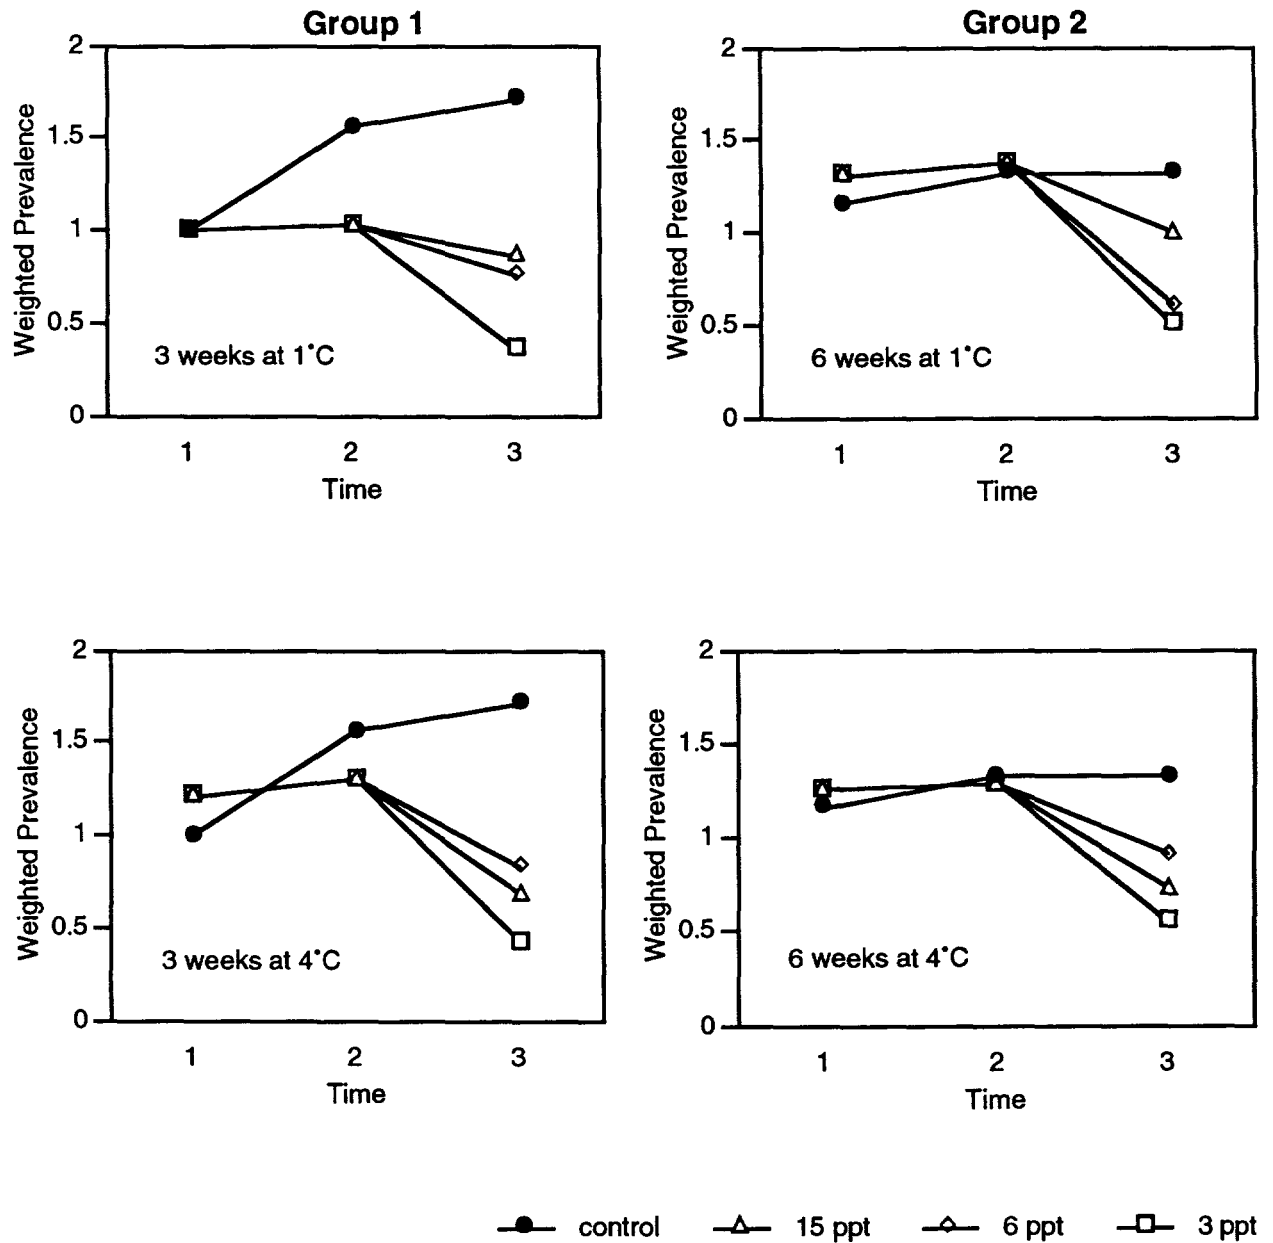 Group 1
2
1.5
1
0.5
0
Weighted Prevalence
3 weeks at 1°C
1 2 3
Time
Group 2
2
1.5
1
0.5
0
Weighted Prevalence
6 weeks at 1°C
1 2 3
Time
2
1.5
1
0.5
0
Weighted Prevalence
3 weeks at 4°C
1 2 3
Time
2
1.5
1
0.5
0
Weighted Prevalence
6 weeks at 4°C
1 2 3
Time
control 15 ppt 6 ppt 3 ppt